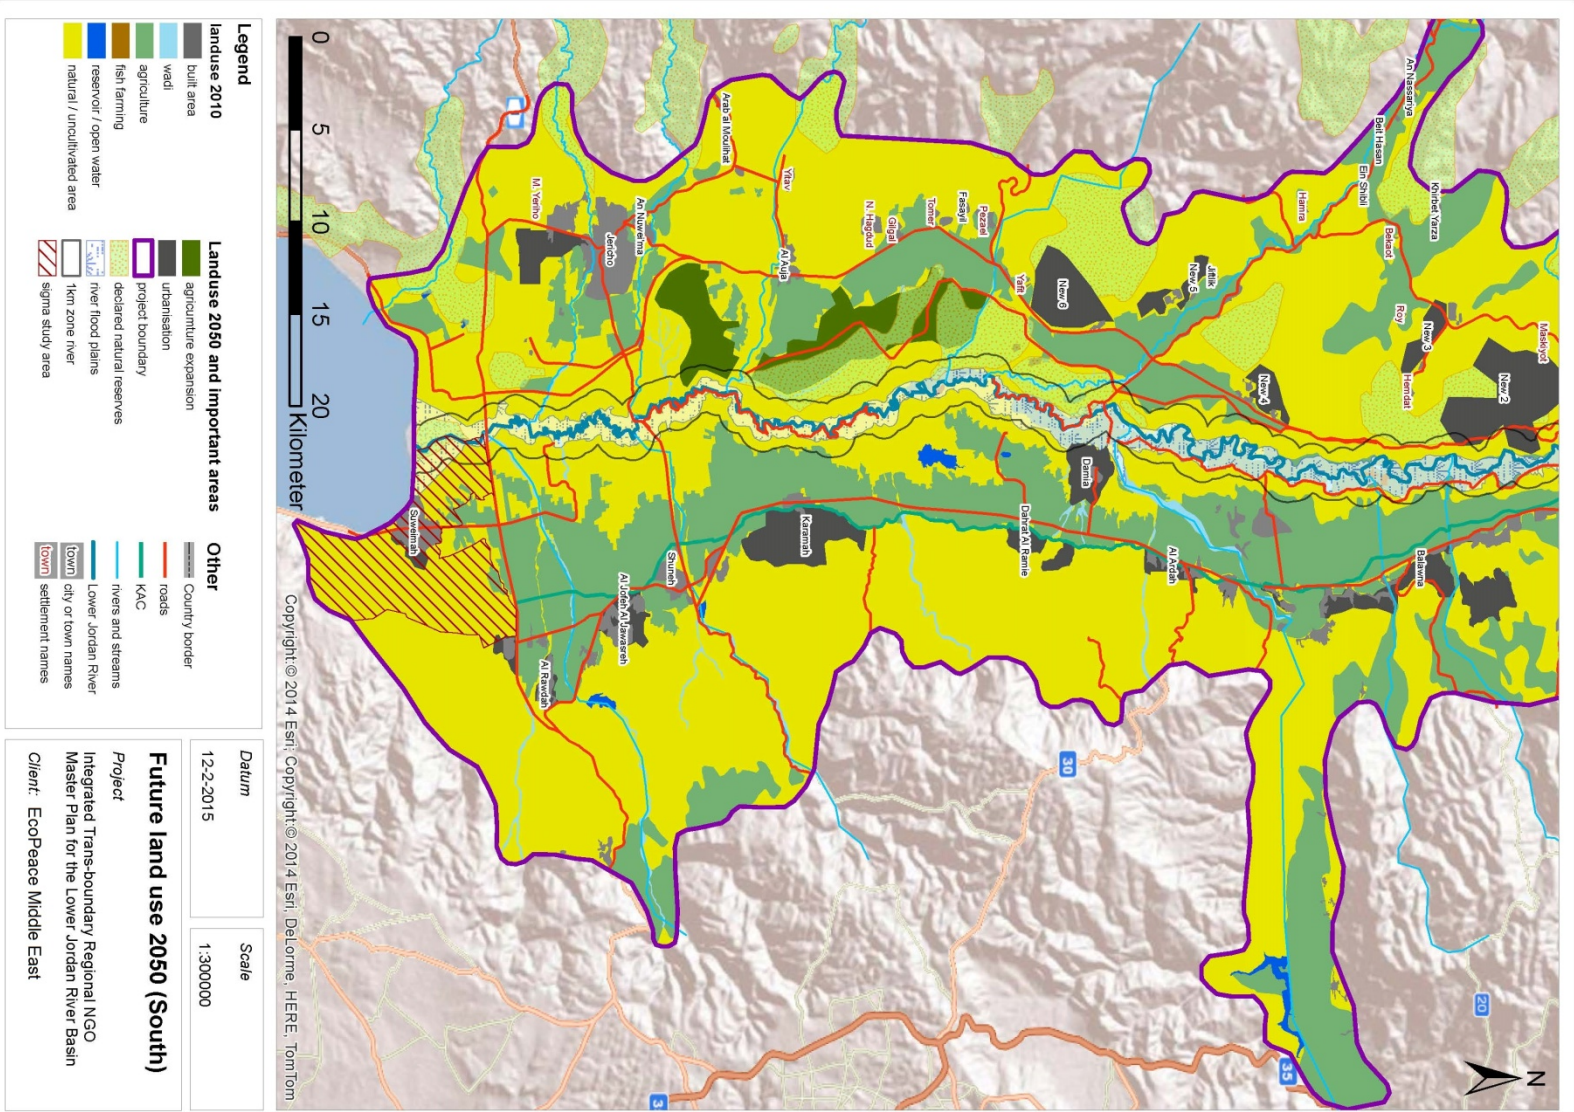 Legend
landuse 2010
built area
wadi
agriculture
fish farming
reservoir / open water
natural / uncultivated area
Landuse 2050 and important areas
agricumture expansion
urbanisation
project boundary
declared natural reserves
river flood plains
1km zone river
sigma study area
Other
Country border
roads
KAC
rivers and streams
Lower Jordan River
town city or town names
town settlement names
Datum
12-2-2015
Scale
1:300000
Future land use 2050 (South)
Project
Integrated Trans-boundary Regional NGO
Master Plan for the Lower Jordan River Basin
Client: EcoPeace Middle East
0
5
10
15
20
Kilometer
Copyright:© 2014 Esri; Copyright:© 2014 Esri, DeLorme, HERE, TomTom
N
An Nassariya
Beit Hasan
Ein Shibli
Khirbet Yarza
Hamra
Bekaot
Maskiyot
Roy
New 3
Hemdat
New 2
Jiftlik
New 5
New 4
New 6
Yafit
Pezael
Fasayil
Tomer
Gilgal
N. Hagdud
Yitav
Arab al Moulihat
Al Auja
An Nuwei'ma
Jericho
M. Yeriho
Damia
Dahrat Al Ramie
Al Ardah
Balawna
Karamah
Shuneh
Al Jofeh Al Jawasreh
Al Rawdah
Suweimah
30
20
35
3